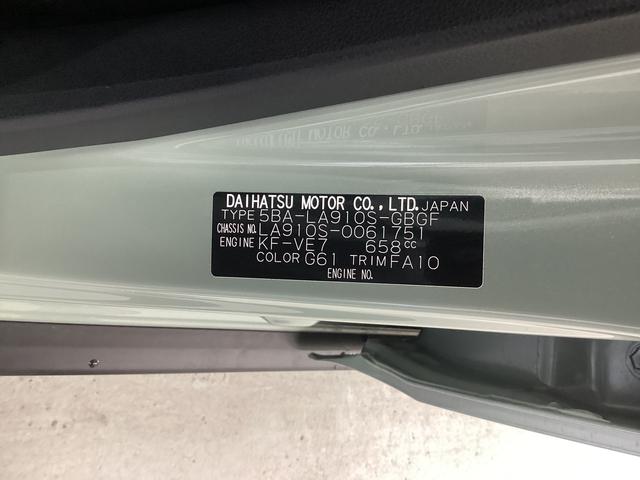 DAIHATSU MOTOR CO., LTD. JAPAN
TYPE 5BA-LA910S-GBGF
CHASSIS NO. LA910S-0061751
ENGINE KF-VE7 658cc
COLOR G61 TRIM FA10
ENGINE NO.